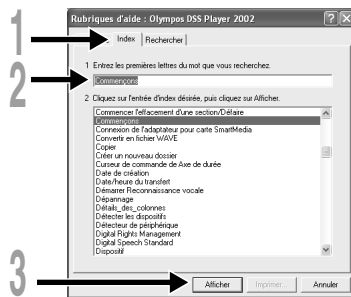 Rubriques d'aide : Olympos DSS Player 2002
1
Index
Rechercher
1 Entrez les premières lettres du mot que vous recherchez.
2
Commençons
2 Cliquez sur l'entrée d'index désirée, puis cliquez sur Afficher.
Commencer l'effacement d'une section/Défaire
Commençons
Connexion de l'adaptateur pour carte SmartMedia
Convertir en fichier WAVE
Copier
Créer un nouveau dossier
Curseur de commande de Axe de durée
Date de création
Date/heure du transfert
Démarrer Reconnaissance vocale
Dépannage
Détails_des_colonnes
Détecter les dispositifs
Détecteur de périphérique
Digital Rights Management
Digital Speech Standard
Dispositif
3
Afficher
Imprimer...
Annuler